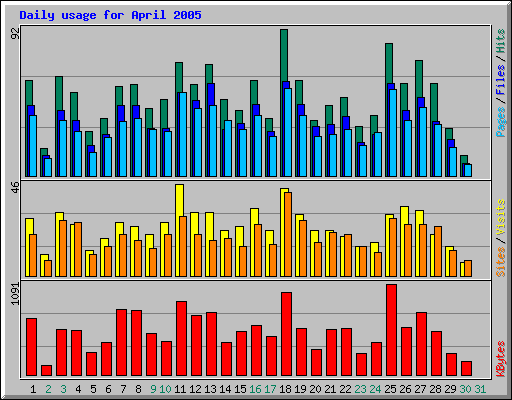 Daily usage for April 2005
92
Pages/Files/Hits
46
Sites/Visits
1091
KBytes
1 2 3 4 5 6 7 8 9 10 11 12 13 14 15 16 17 18 19 20 21 22 23 24 25 26 27 28 29 30 31